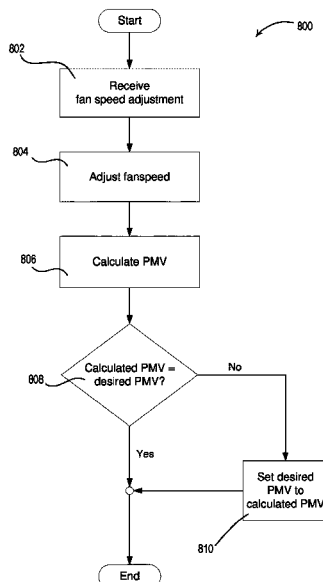 Start
800
802
Receive
fan speed adjustment
804
Adjust fanspeed
806
Calculate PMV
808
Calculated PMV =
desired PMV?
No
Yes
Set desired
PMV to
calculated PMV
810
End